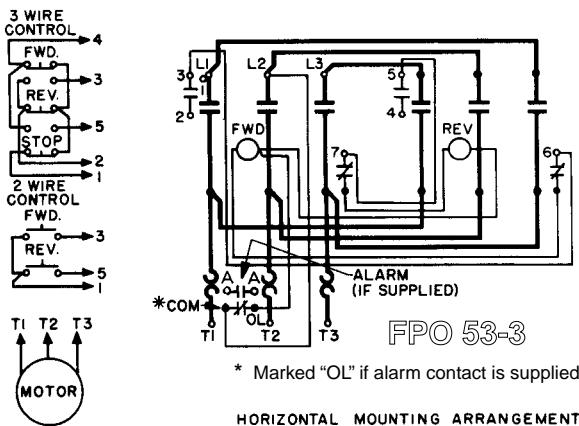 3 WIRE
CONTROL
FWD.
4
3
REV.
5
STOP
2
1
2 WIRE
CONTROL
FWD.
3
REV.
5
1
T1 T2 T3
MOTOR
L1 L2 L3
3 1 5
2 4
FWD REV
7 6
A A
ALARM
(IF SUPPLIED)
*COM
OL
T1 T2 T3
FPO 53-3
* Marked “OL” if alarm contact is supplied
HORIZONTAL MOUNTING ARRANGEMENT